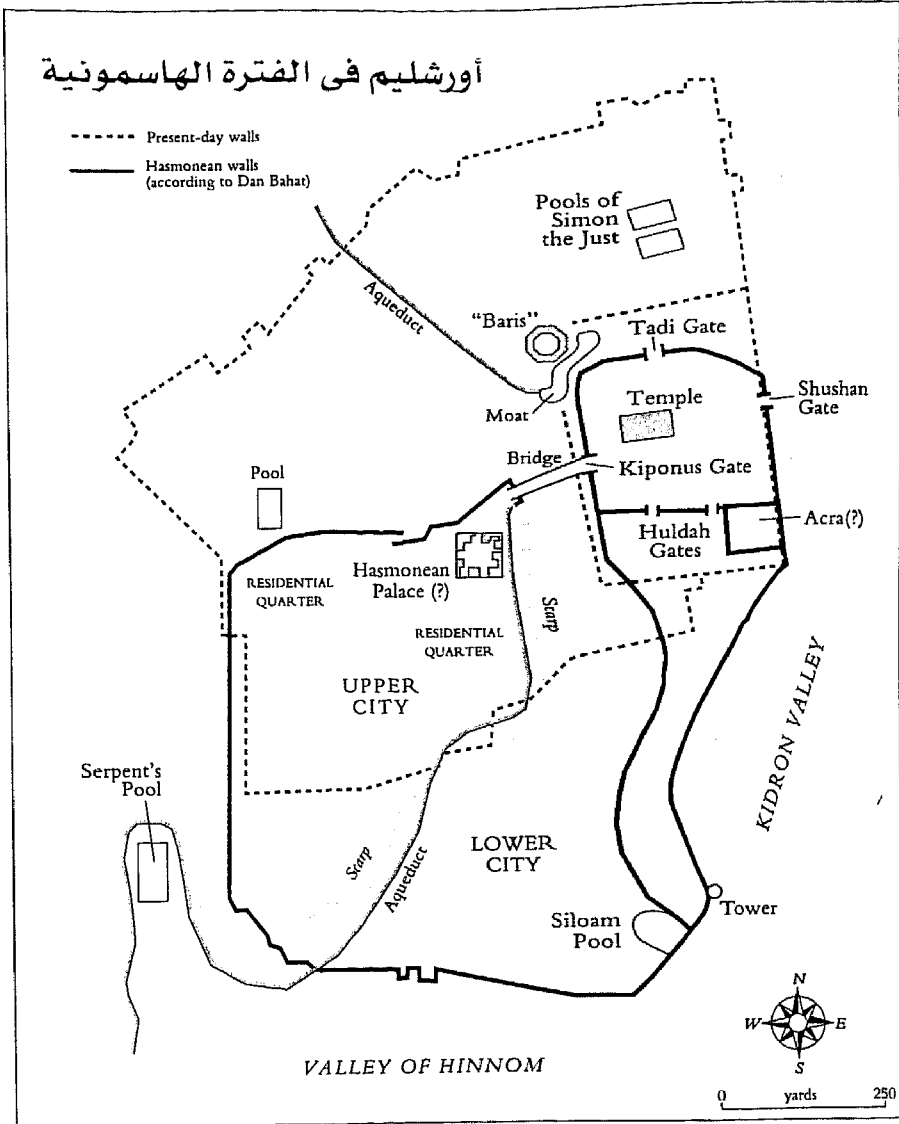 أورشليم فى الفترة الهاسمونية
Present-day walls
Hasmonean walls
(according to Dan Bahat)
Pools of
Simon
the Just
Aqueduct
"Baris"
Tadi Gate
Moat
Temple
Shushan
Gate
Bridge
Kiponus Gate
Pool
Huldah
Gates
Acra(?)
Hasmonean
Palace (?)
RESIDENTIAL
QUARTER
Scarp
RESIDENTIAL
QUARTER
UPPER
CITY
KIDRON VALLEY
Serpent's
Pool
Scarp
Aqueduct
LOWER
CITY
Siloam
Pool
Tower
N
W
E
S
VALLEY OF HINNOM
0 yards 250